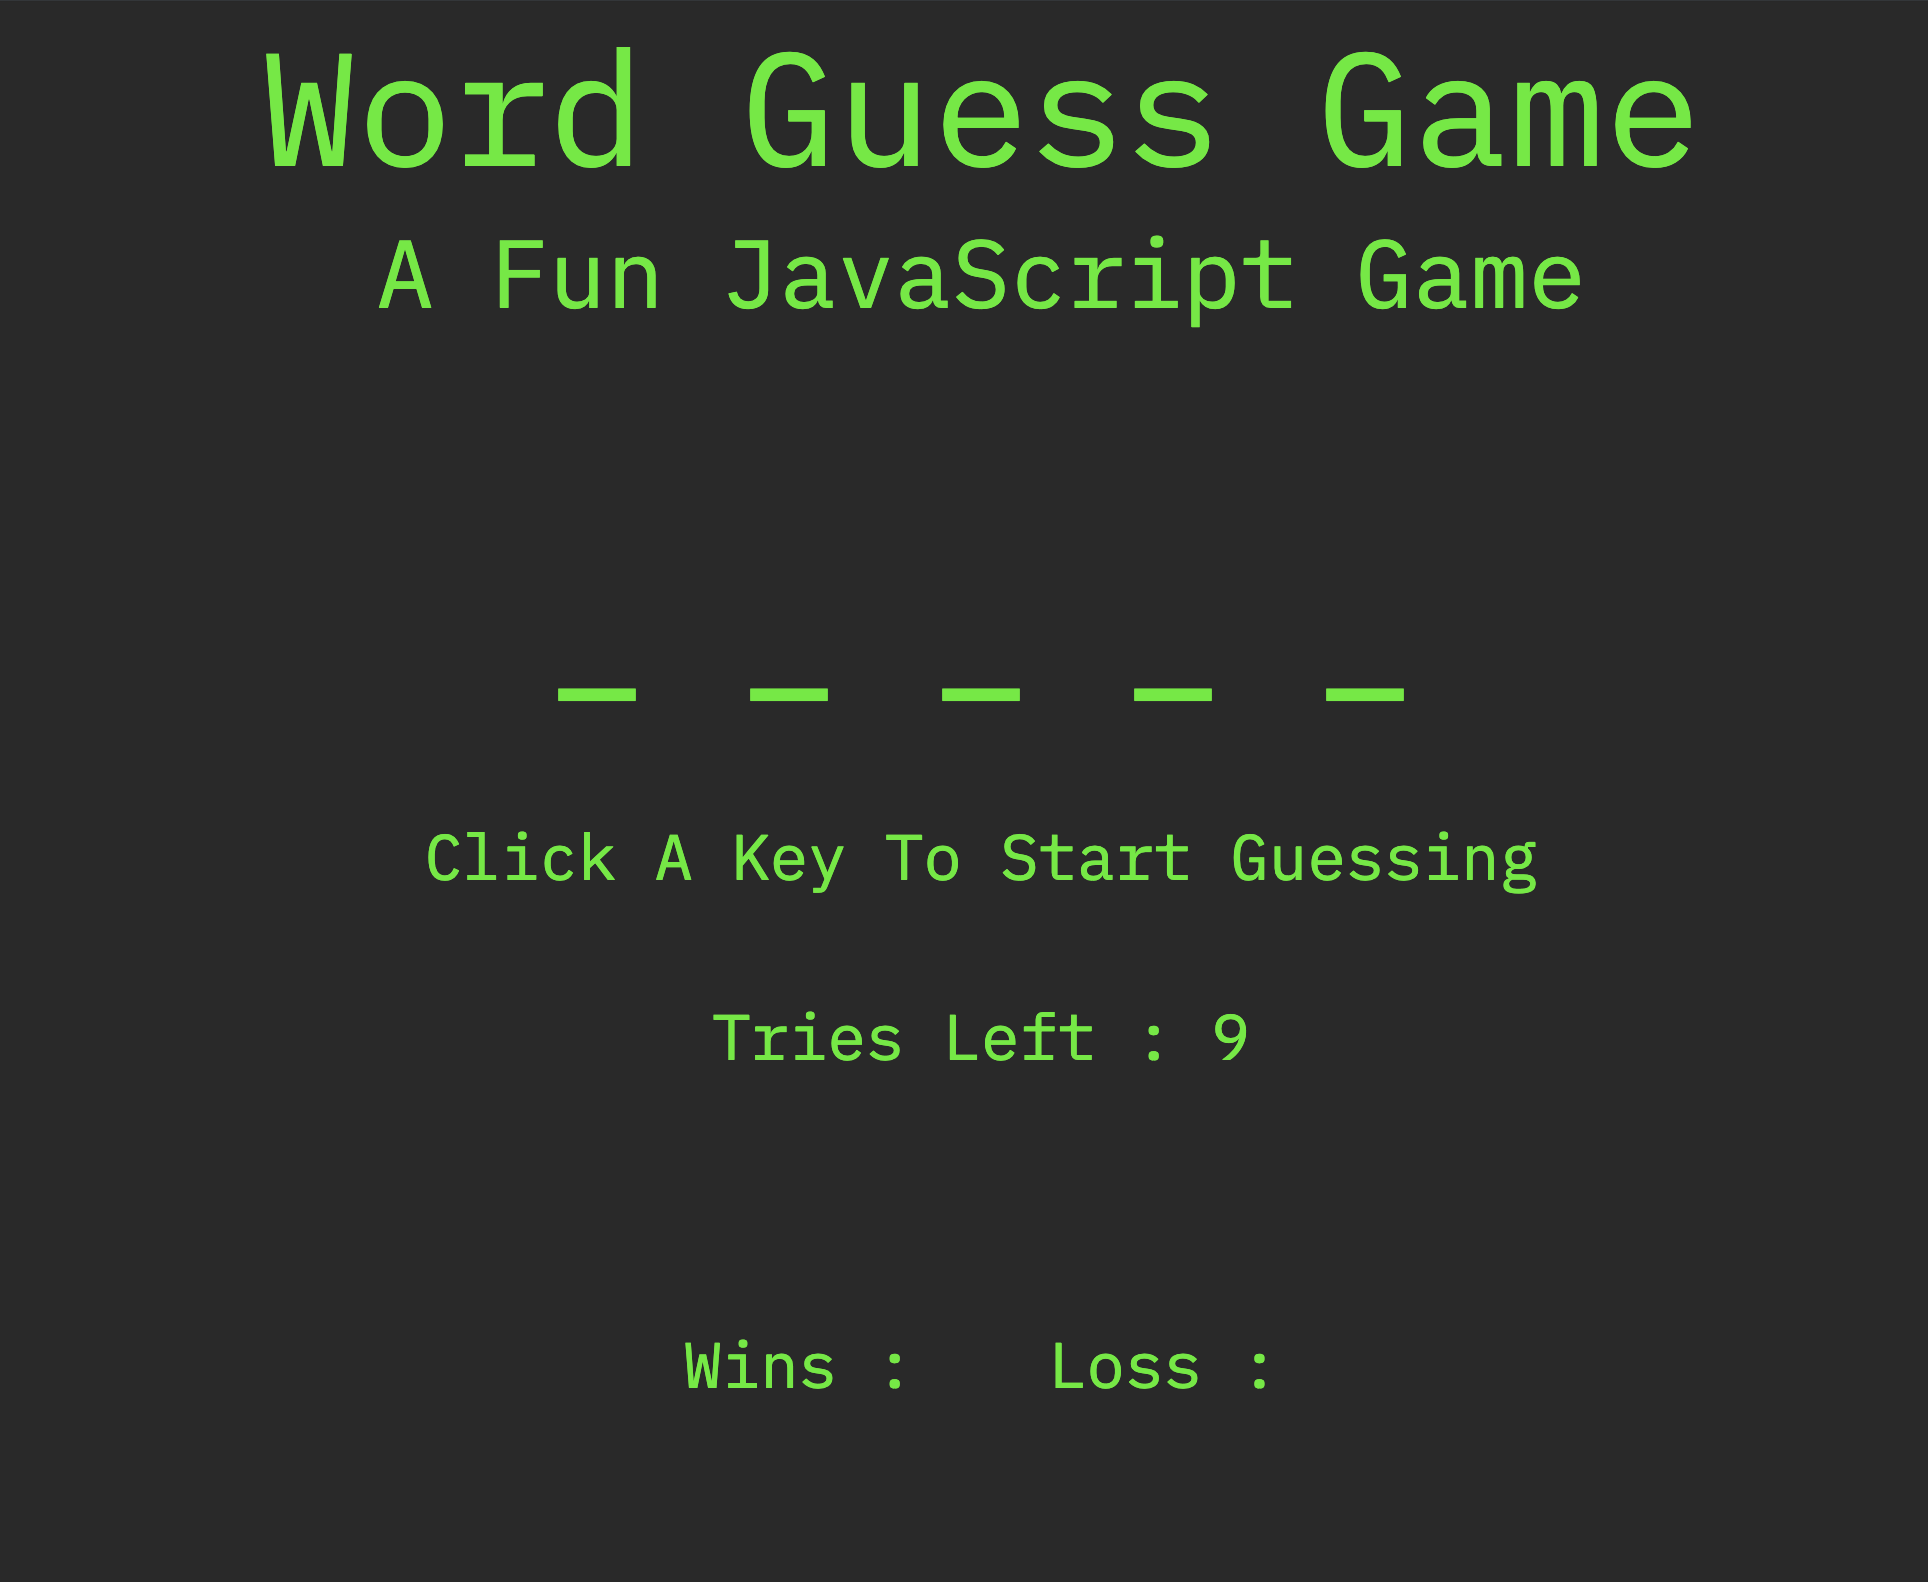 Word Guess Game
A Fun JavaScript Game
_ _ _ _ _
Click A Key To Start Guessing
Tries Left : 9
Wins : Loss :